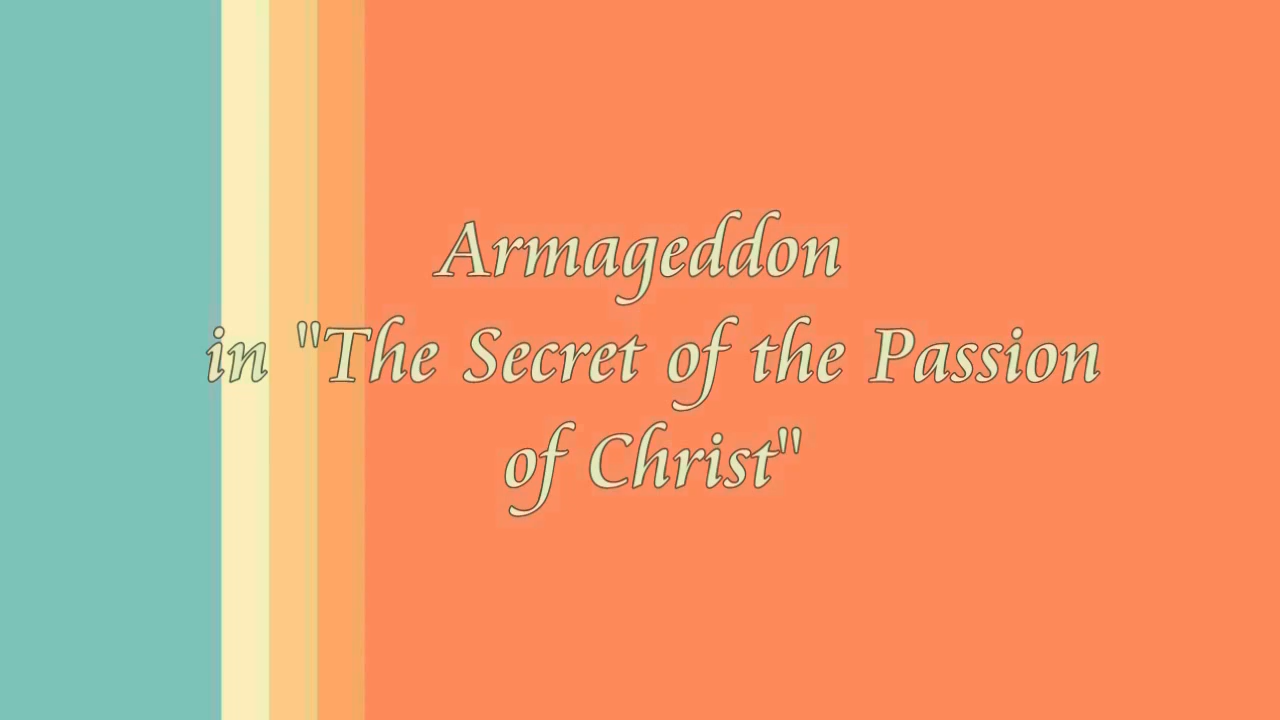 Armageddon
in "The Secret of the Passion
of Christ"